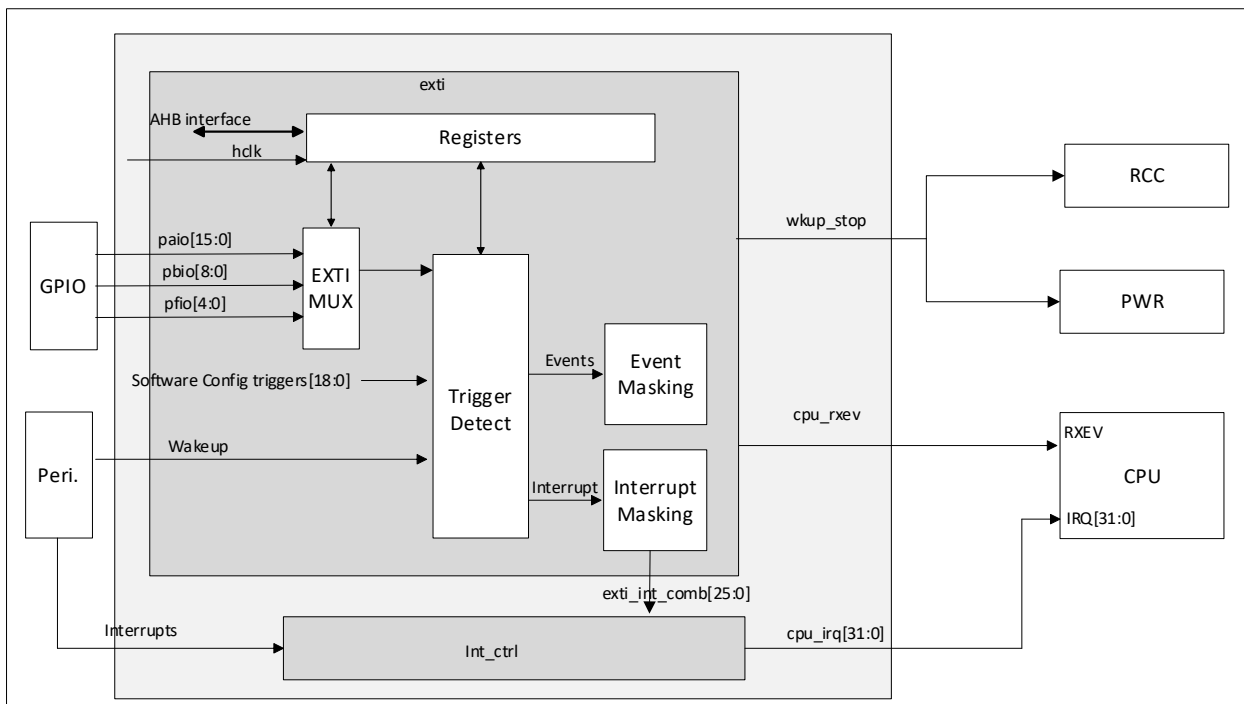 exti
AHB interface
Registers
hclk
RCC
wkup_stop
paio[15:0]
GPIO
pbio[8:0]
pfio[4:0]
EXTI
MUX
PWR
Events
Event
Masking
Software Config triggers[18:0]
Trigger
Detect
cpu_rxev
RXEV
Wakeup
Peri.
CPU
Interrupt
Interrupt
Masking
IRQ[31:0]
exti_int_comb[25:0]
Interrupts
Int_ctrl
cpu_irq[31:0]